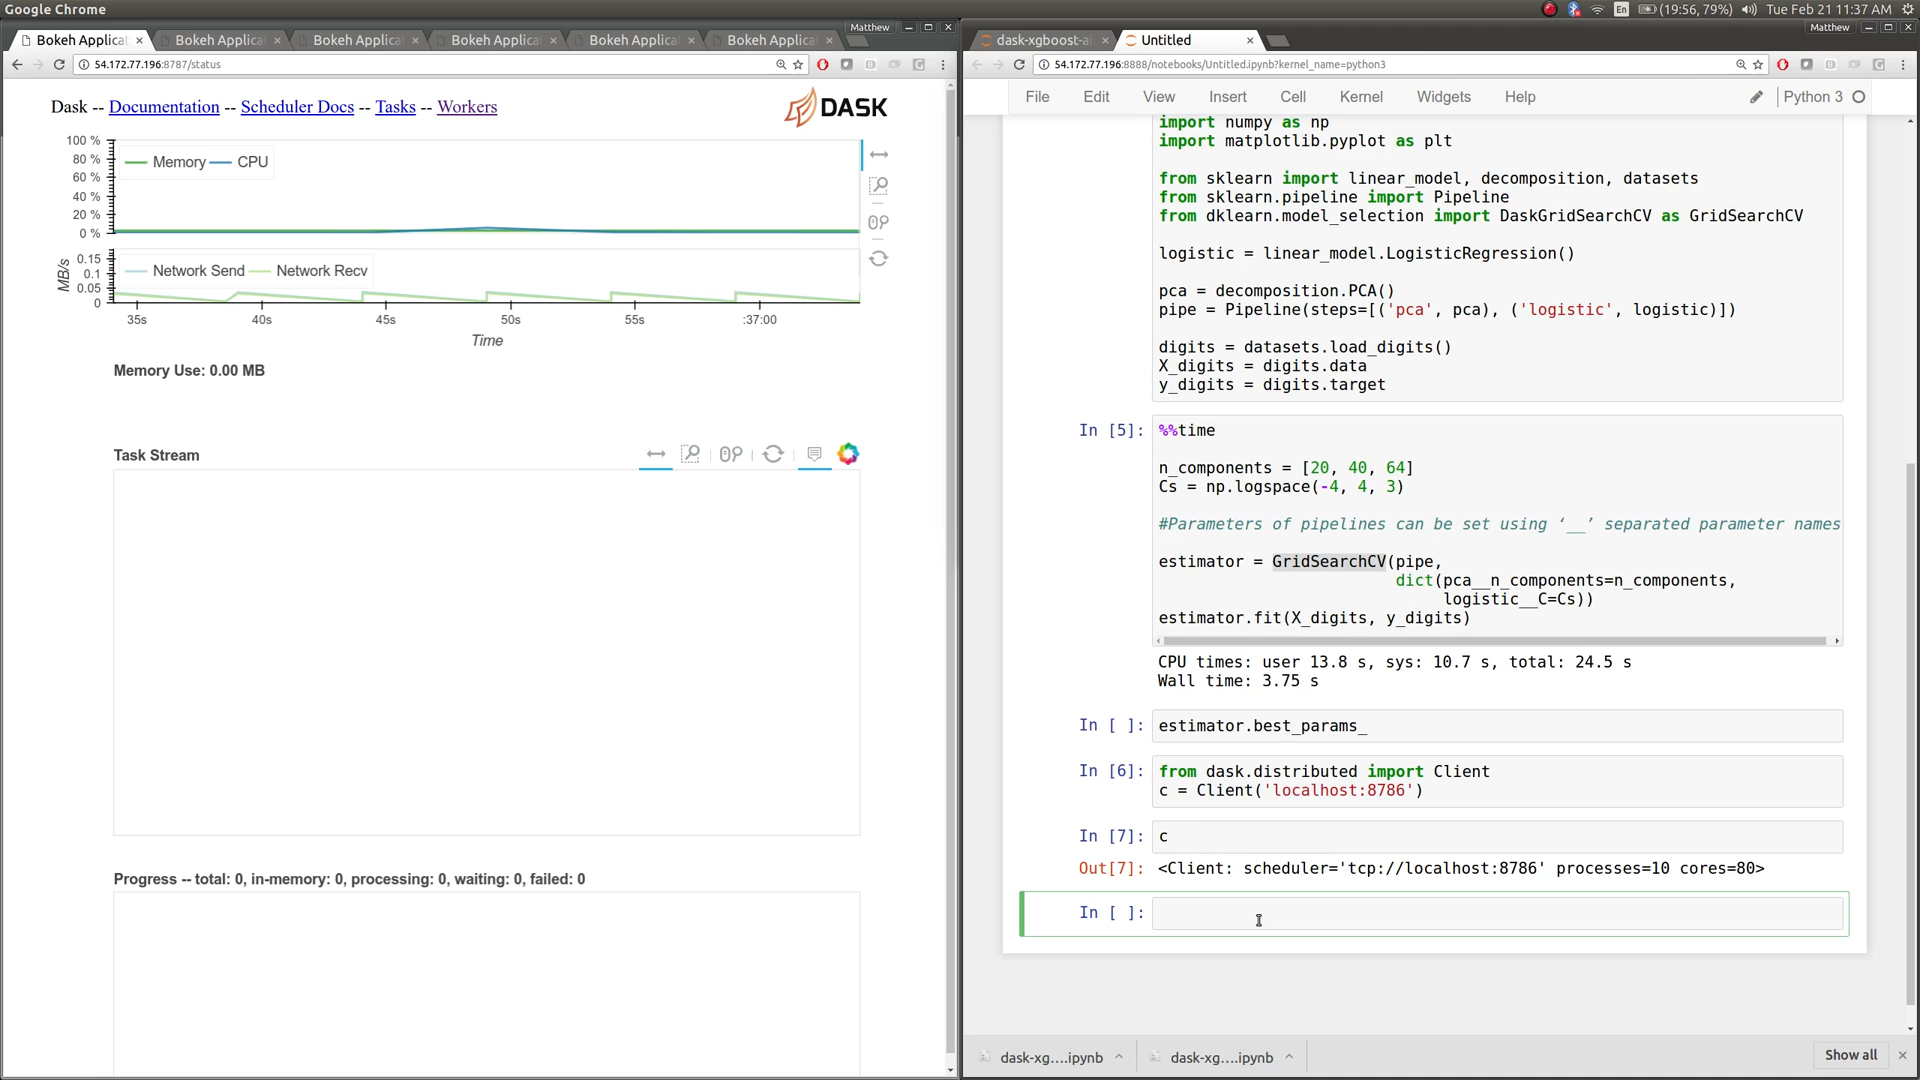 Google Chrome
(19:56, 79%)
Tue Feb 21 11:37 AM
En
Matthew
Bokeh Applica
Bokeh Applica
Bokeh Applica
Bokeh Applica
Bokeh Applica
Bokeh Applica
54.172.77.196:8787/status
Dask -- Documentation -- Scheduler Docs -- Tasks -- Workers
DASK
100 %
80 %
60 %
40 %
20 %
0 %
Memory
CPU
MB/s
0.15
0.1
0.05
0
Network Send
Network Recv
35s
40s
45s
50s
55s
:37:00
Time
Memory Use: 0.00 MB
Task Stream
Progress -- total: 0, in-memory: 0, processing: 0, waiting: 0, failed: 0
Matthew
dask-xgboost-a
Untitled
54.172.77.196:8888/notebooks/Untitled.ipynb?kernel_name=python3
File Edit View Insert Cell Kernel Widgets Help
Python 3
import numpy as np
import matplotlib.pyplot as plt
from sklearn import linear_model, decomposition, datasets
from sklearn.pipeline import Pipeline
from dklearn.model_selection import DaskGridSearchCV as GridSearchCV
logistic = linear_model.LogisticRegression()
pca = decomposition.PCA()
pipe = Pipeline(steps=[('pca', pca), ('logistic', logistic)])
digits = datasets.load_digits()
X_digits = digits.data
y_digits = digits.target
In [5]: %%time
n_components = [20, 40, 64]
Cs = np.logspace(-4, 4, 3)
#Parameters of pipelines can be set using ‘__’ separated parameter names
estimator = GridSearchCV(pipe,
dict(pca__n_components=n_components,
logistic__C=Cs))
estimator.fit(X_digits, y_digits)
CPU times: user 13.8 s, sys: 10.7 s, total: 24.5 s
Wall time: 3.75 s
In [ ]: estimator.best_params_
In [6]: from dask.distributed import Client
c = Client('localhost:8786')
In [7]: c
Out[7]: <Client: scheduler='tcp://localhost:8786' processes=10 cores=80>
In [ ]:
dask-xg....ipynb
dask-xg....ipynb
Show all